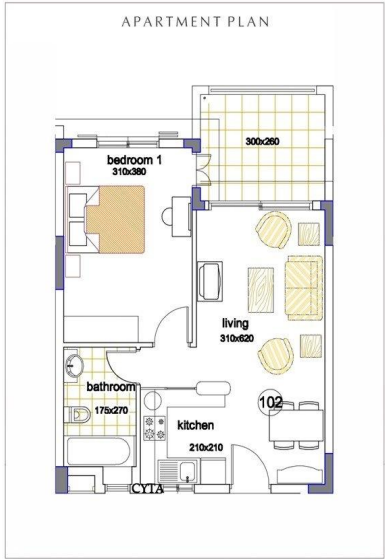 APARTMENT PLAN
300x260
bedroom 1
310x380
living
310x620
bathroom
175x270
102
kitchen
210x210
CYTA